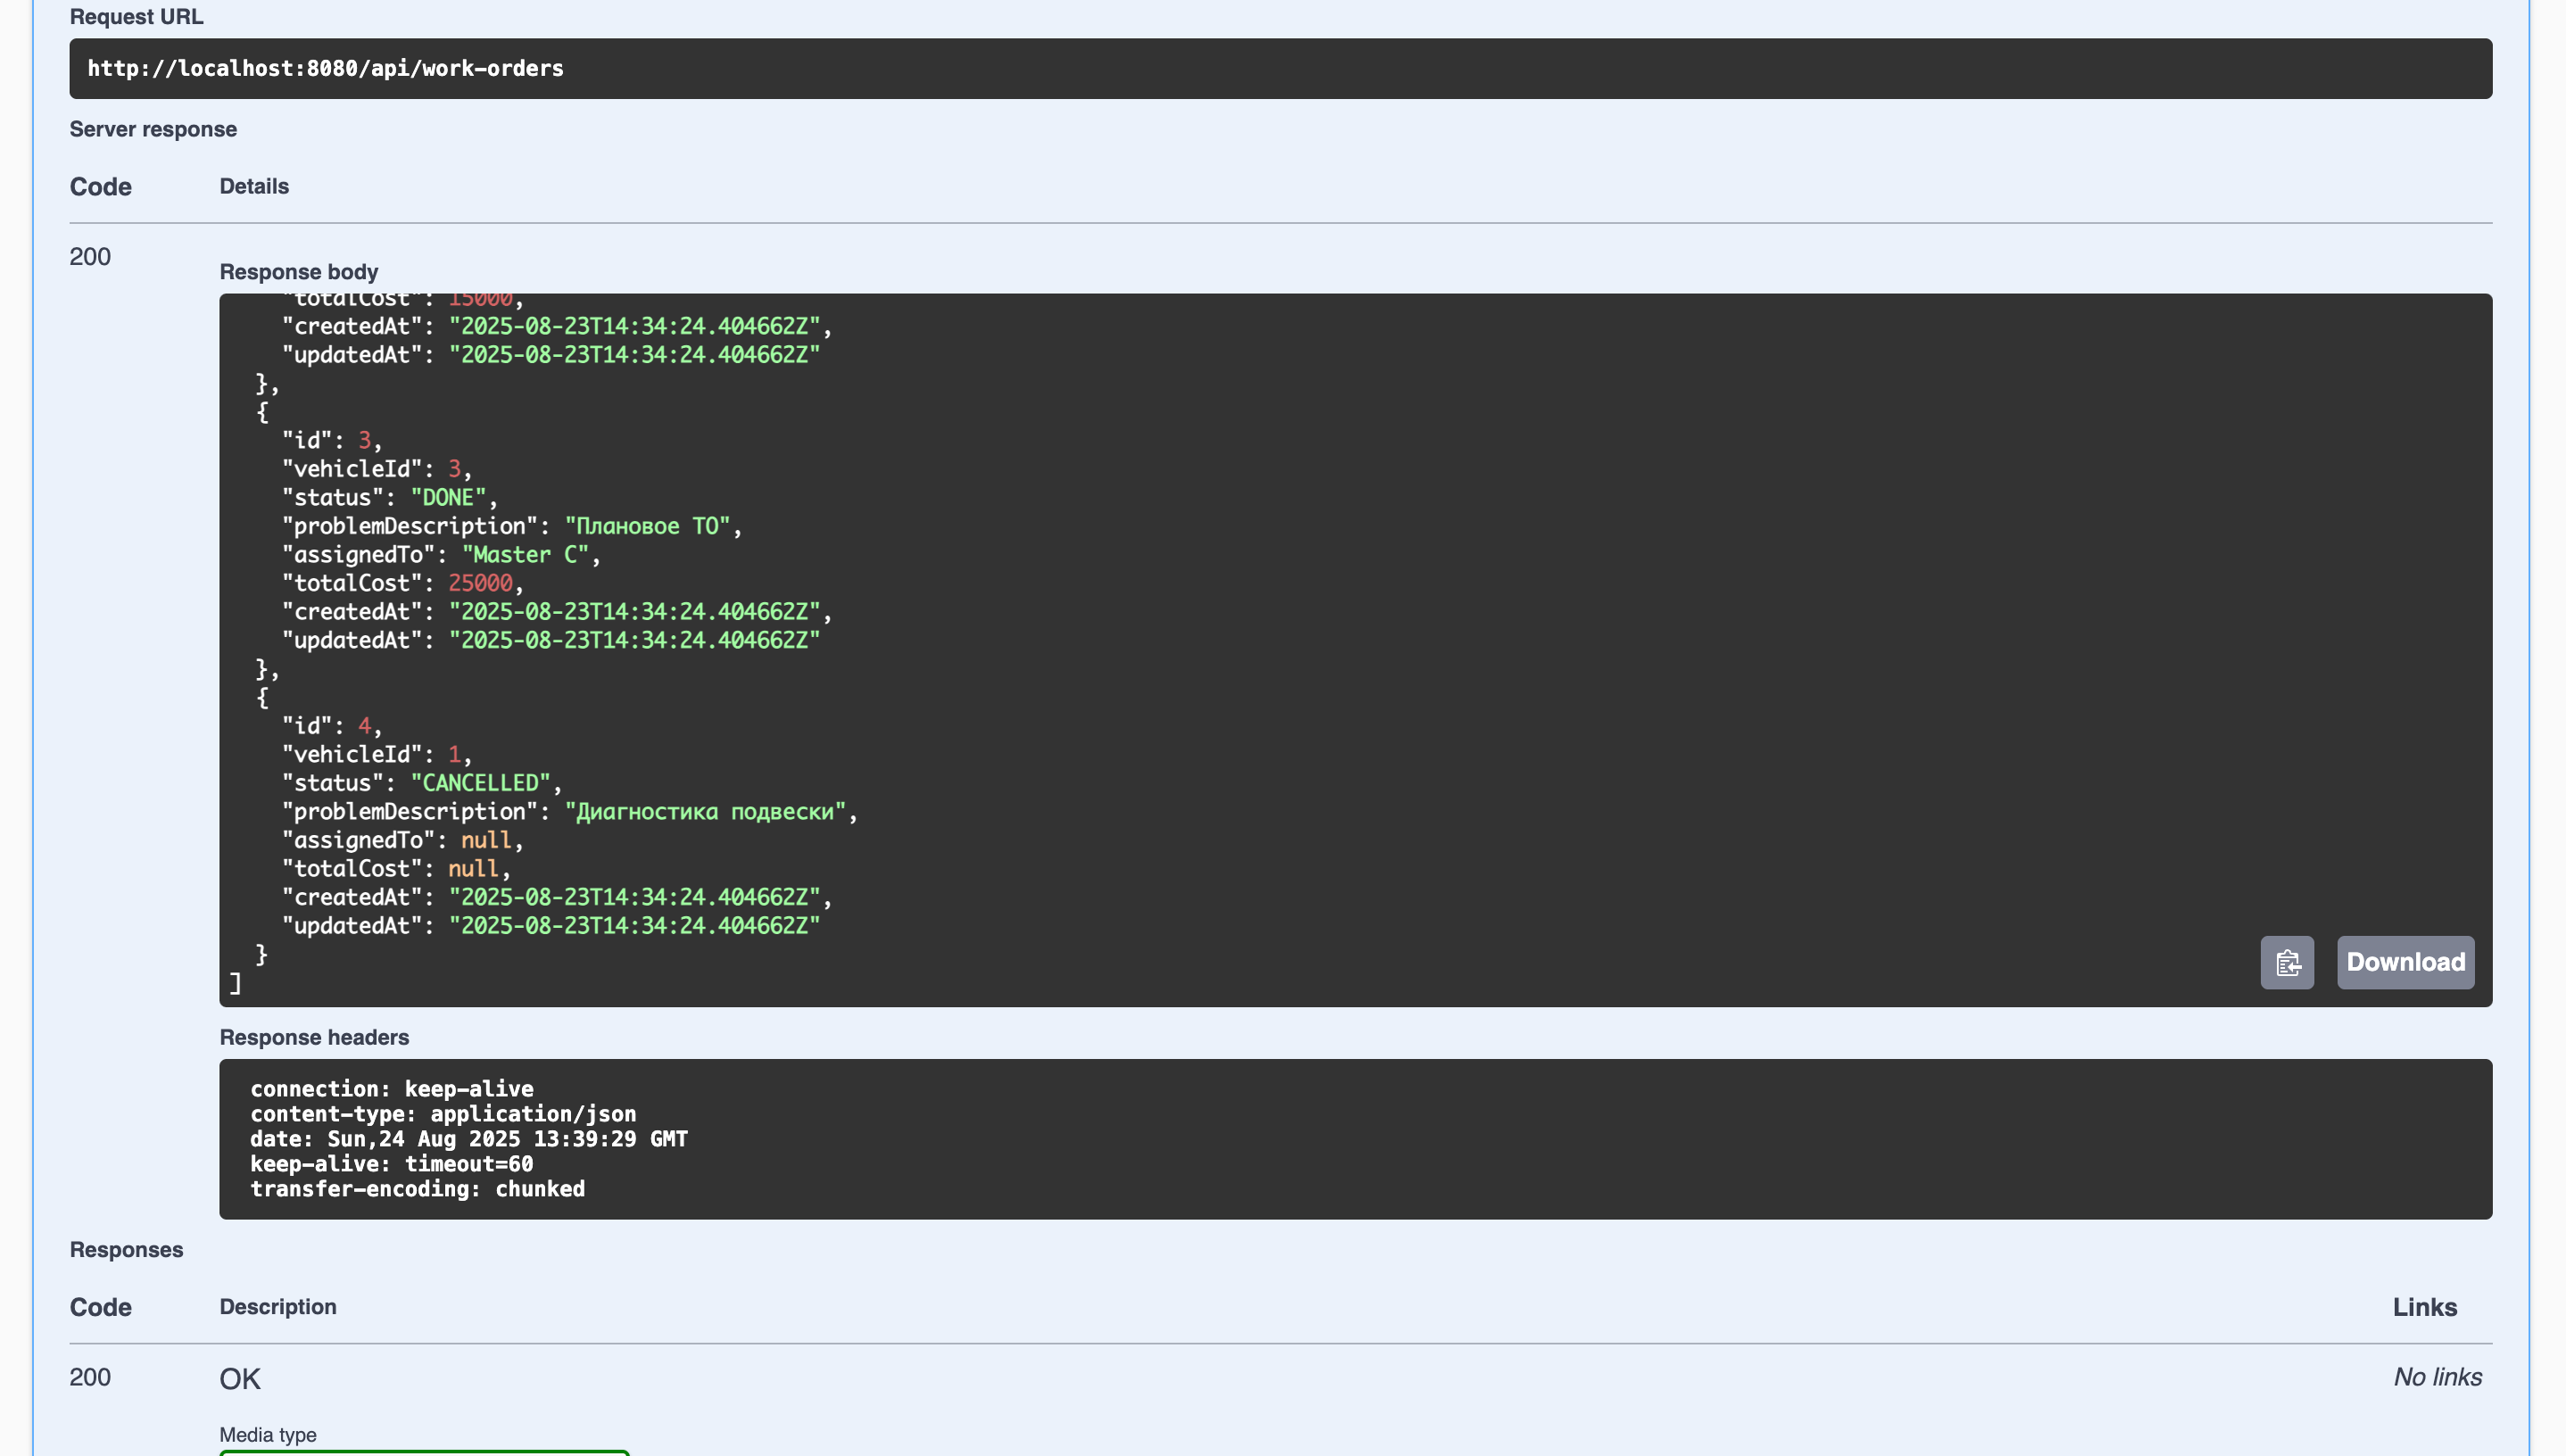 Request URL
http://localhost:8080/api/work-orders
Server response
Code Details
200
Response body
"totalCost": 15000,
"createdAt": "2025-08-23T14:34:24.404662Z",
"updatedAt": "2025-08-23T14:34:24.404662Z"
},
{
"id": 3,
"vehicleId": 3,
"status": "DONE",
"problemDescription": "Плановое ТО",
"assignedTo": "Master C",
"totalCost": 25000,
"createdAt": "2025-08-23T14:34:24.404662Z",
"updatedAt": "2025-08-23T14:34:24.404662Z"
},
{
"id": 4,
"vehicleId": 1,
"status": "CANCELLED",
"problemDescription": "Диагностика подвески",
"assignedTo": null,
"totalCost": null,
"createdAt": "2025-08-23T14:34:24.404662Z",
"updatedAt": "2025-08-23T14:34:24.404662Z"
}
]
Download
Response headers
connection: keep-alive
content-type: application/json
date: Sun,24 Aug 2025 13:39:29 GMT
keep-alive: timeout=60
transfer-encoding: chunked
Responses
Code Description Links
200 OK No links
Media type